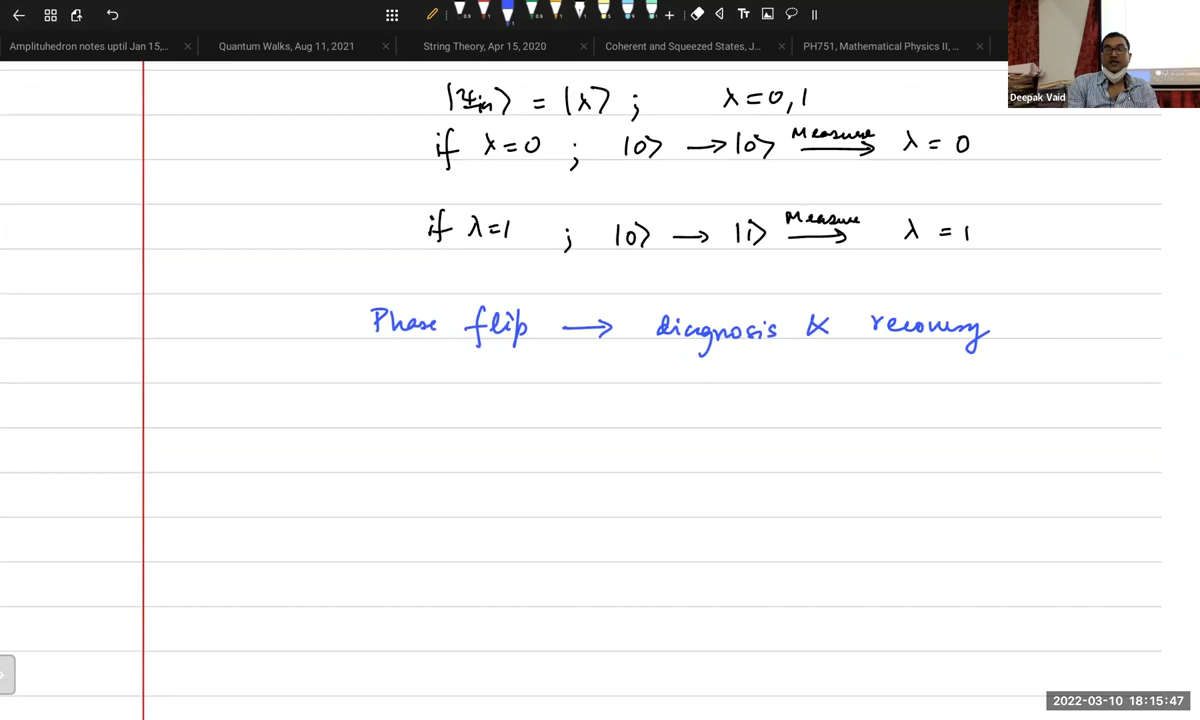 Amplituhedron notes uptil Jan 15,... × Quantum Walks, Aug 11, 2021 × String Theory, Apr 15, 2020 × Coherent and Squeezed States, J... × PH751, Mathematical Physics II, ... ×
Deepak Vaid
|ψfin⟩ = |λ⟩ ; λ=0,1
if λ=0 ; |0⟩ → |0⟩ Measure → λ = 0
if λ=1 ; |0⟩ → |1⟩ Measure → λ = 1
Phase flip → diagnosis & recovery
2022-03-10 18:15:47